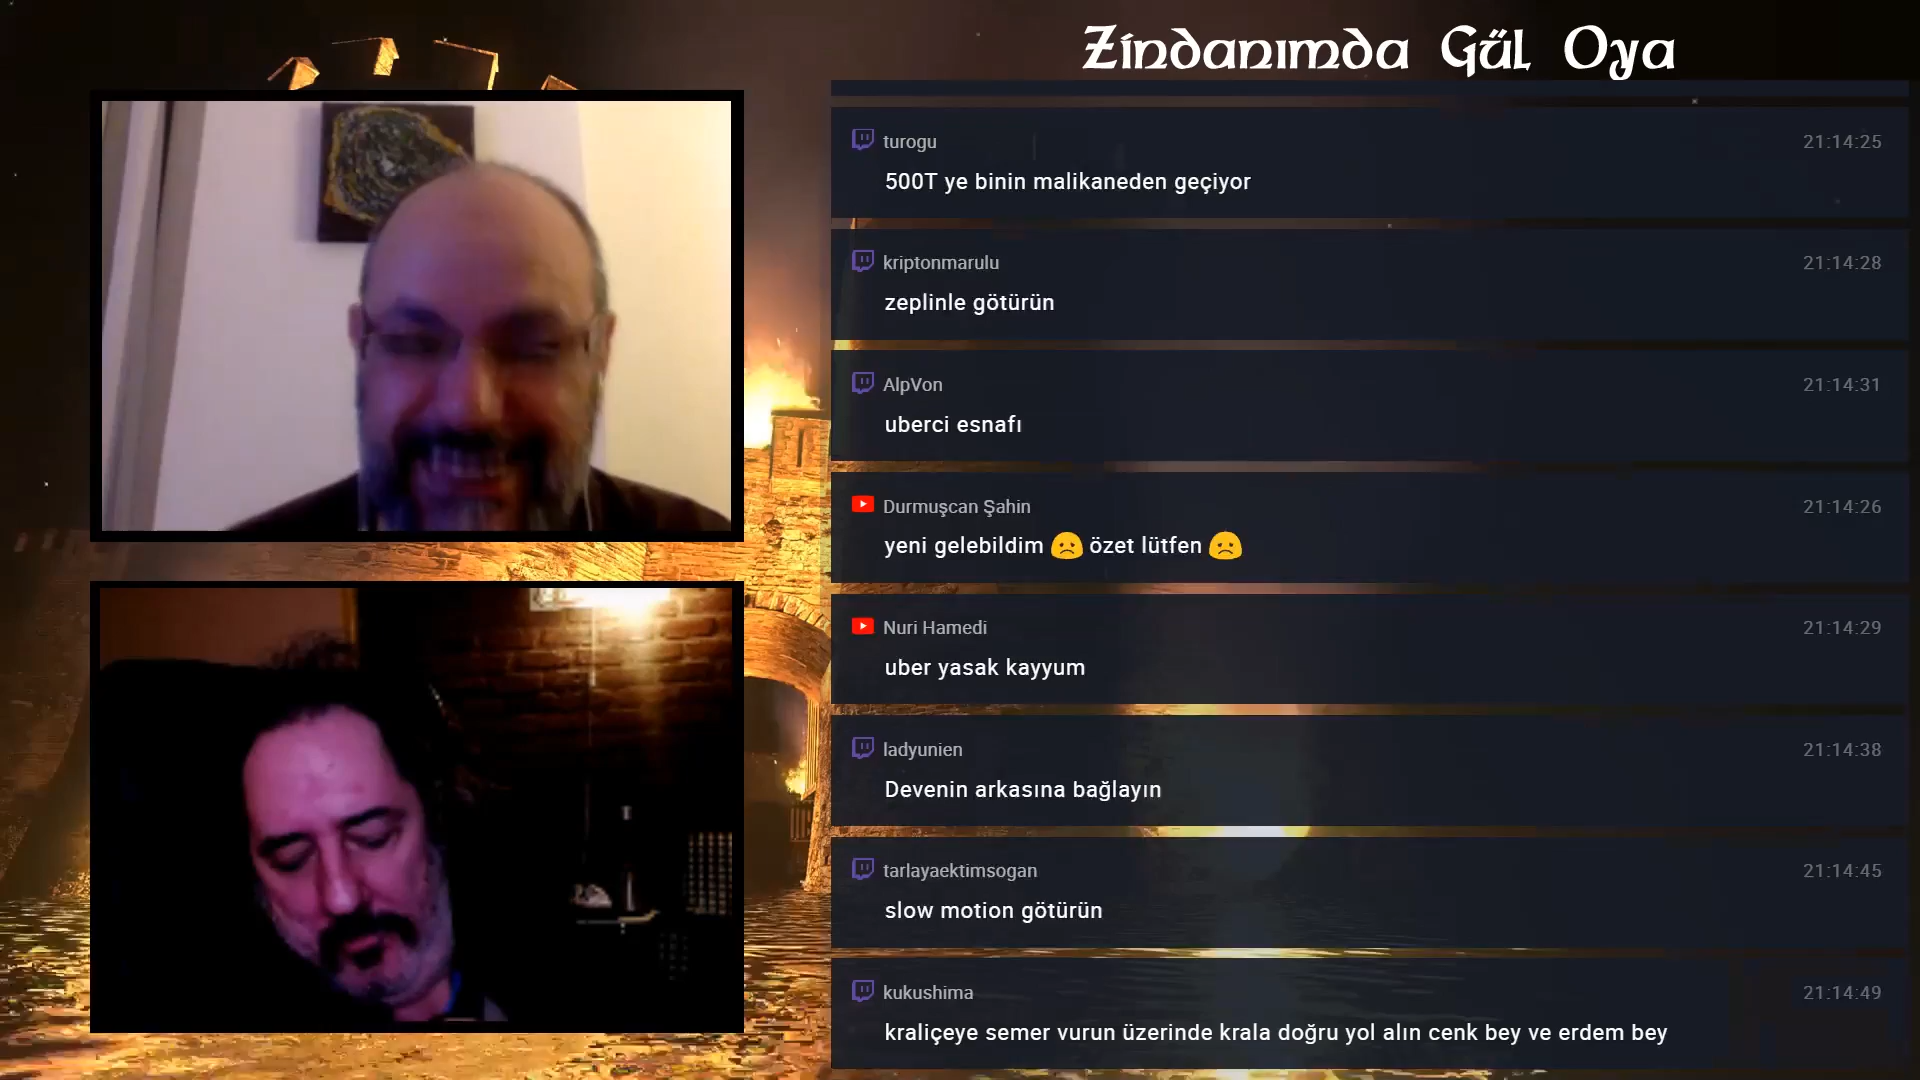 Zindanımda Gül Oya
turogu 21:14:25
500T ye binin malikaneden geçiyor
kriptonmarulu 21:14:28
zeplinle götürün
AlpVon 21:14:31
uberci esnafı
Durmuşcan Şahin 21:14:26
yeni gelebildim 😞 özet lütfen 😞
Nuri Hamedi 21:14:29
uber yasak kayyum
ladyunien 21:14:38
Devenin arkasına bağlayın
tarlayaektimsogan 21:14:45
slow motion götürün
kukushima 21:14:49
kraliçeye semer vurun üzerinde krala doğru yol alın cenk bey ve erdem bey